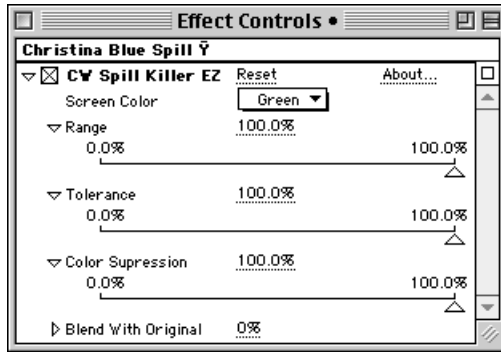 Effect Controls •
Christina Blue Spill Ÿ
CW Spill Killer EZ Reset About...
Screen Color Green
Range 100.0%
0.0% 100.0%
Tolerance 100.0%
0.0% 100.0%
Color Supression 100.0%
0.0% 100.0%
Blend With Original 0%